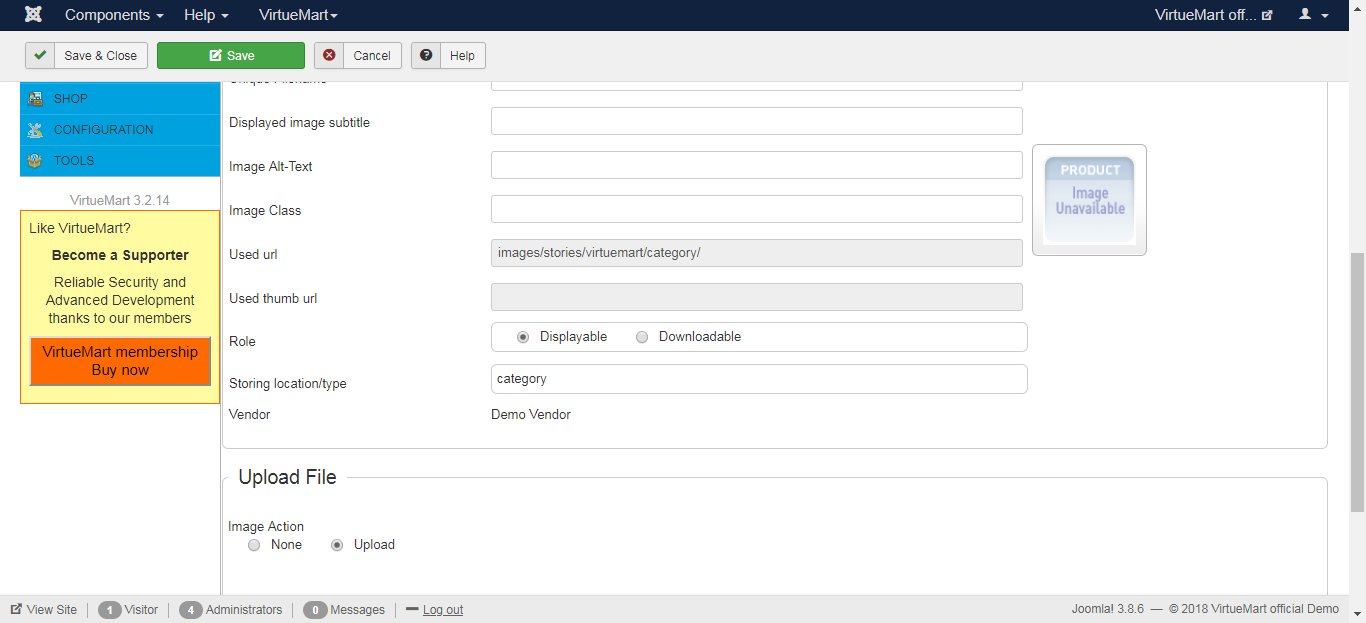 Components
Help
VirtueMart
VirtueMart off...
Save & Close
Save
Cancel
Help
SHOP
CONFIGURATION
TOOLS
VirtueMart 3.2.14
Like VirtueMart?
Become a Supporter
Reliable Security and
Advanced Development
thanks to our members
VirtueMart membership
Buy now
Displayed image subtitle
Image Alt-Text
Image Class
Used url
images/stories/virtuemart/category/
Used thumb url
Role
Displayable
Downloadable
Storing location/type
category
Vendor
Demo Vendor
PRODUCT
Image
Unavailable
Upload File
Image Action
None
Upload
View Site
1 Visitor
4 Administrators
0 Messages
Log out
Joomla! 3.8.6 — © 2018 VirtueMart official Demo